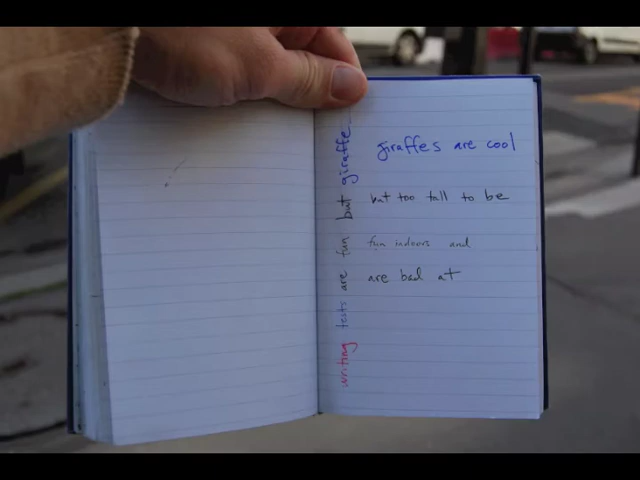 giraffes are cool
but too tall to be
fun indoors and
are bad at
writing tests are fun but giraffe